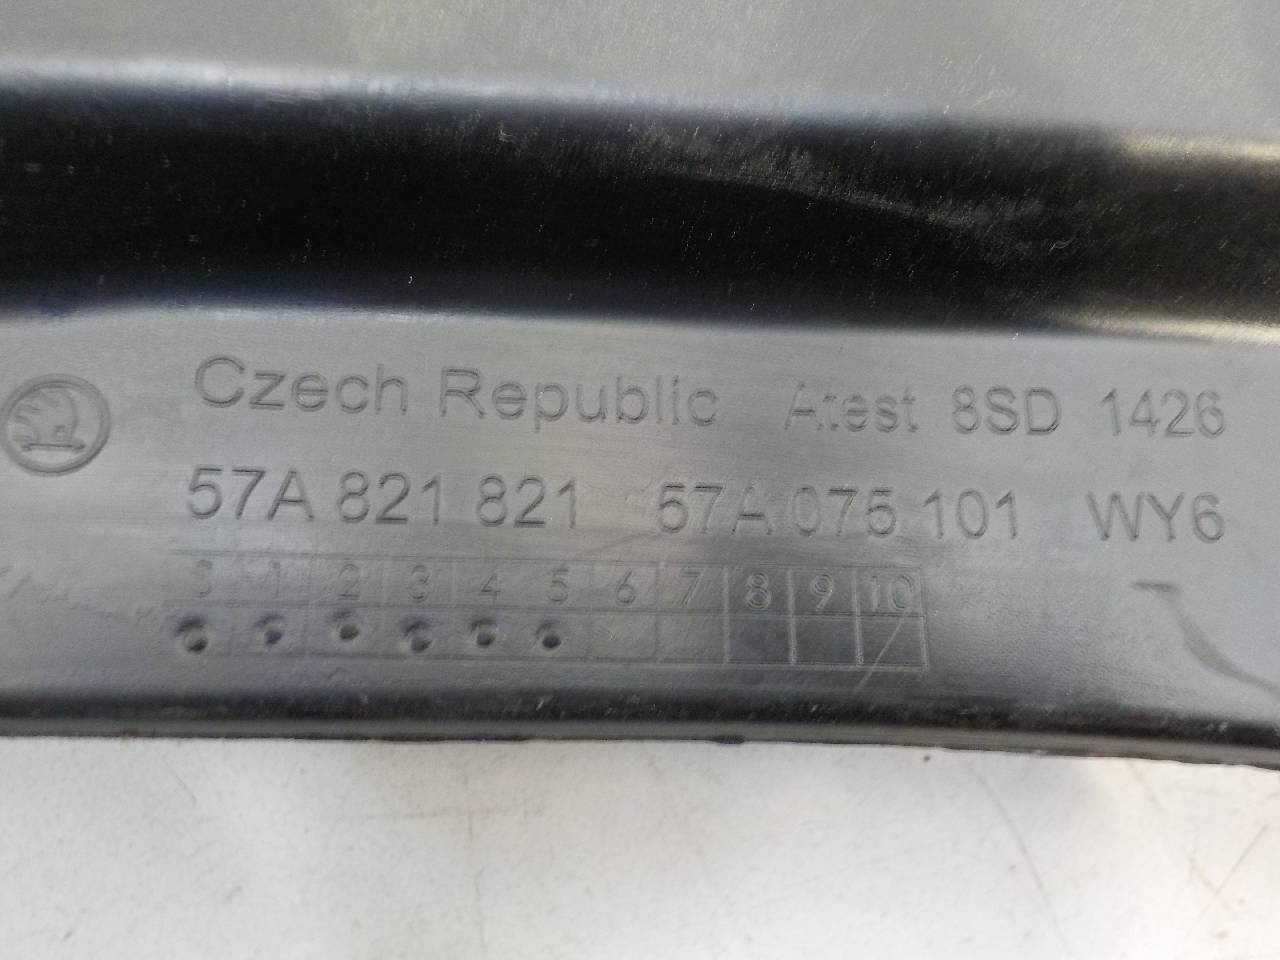 Czech Republic Atest 8SD 1426
57A 821 821 57A 075 101 WY6
0 1 2 3 4 5 6 7 8 9 10